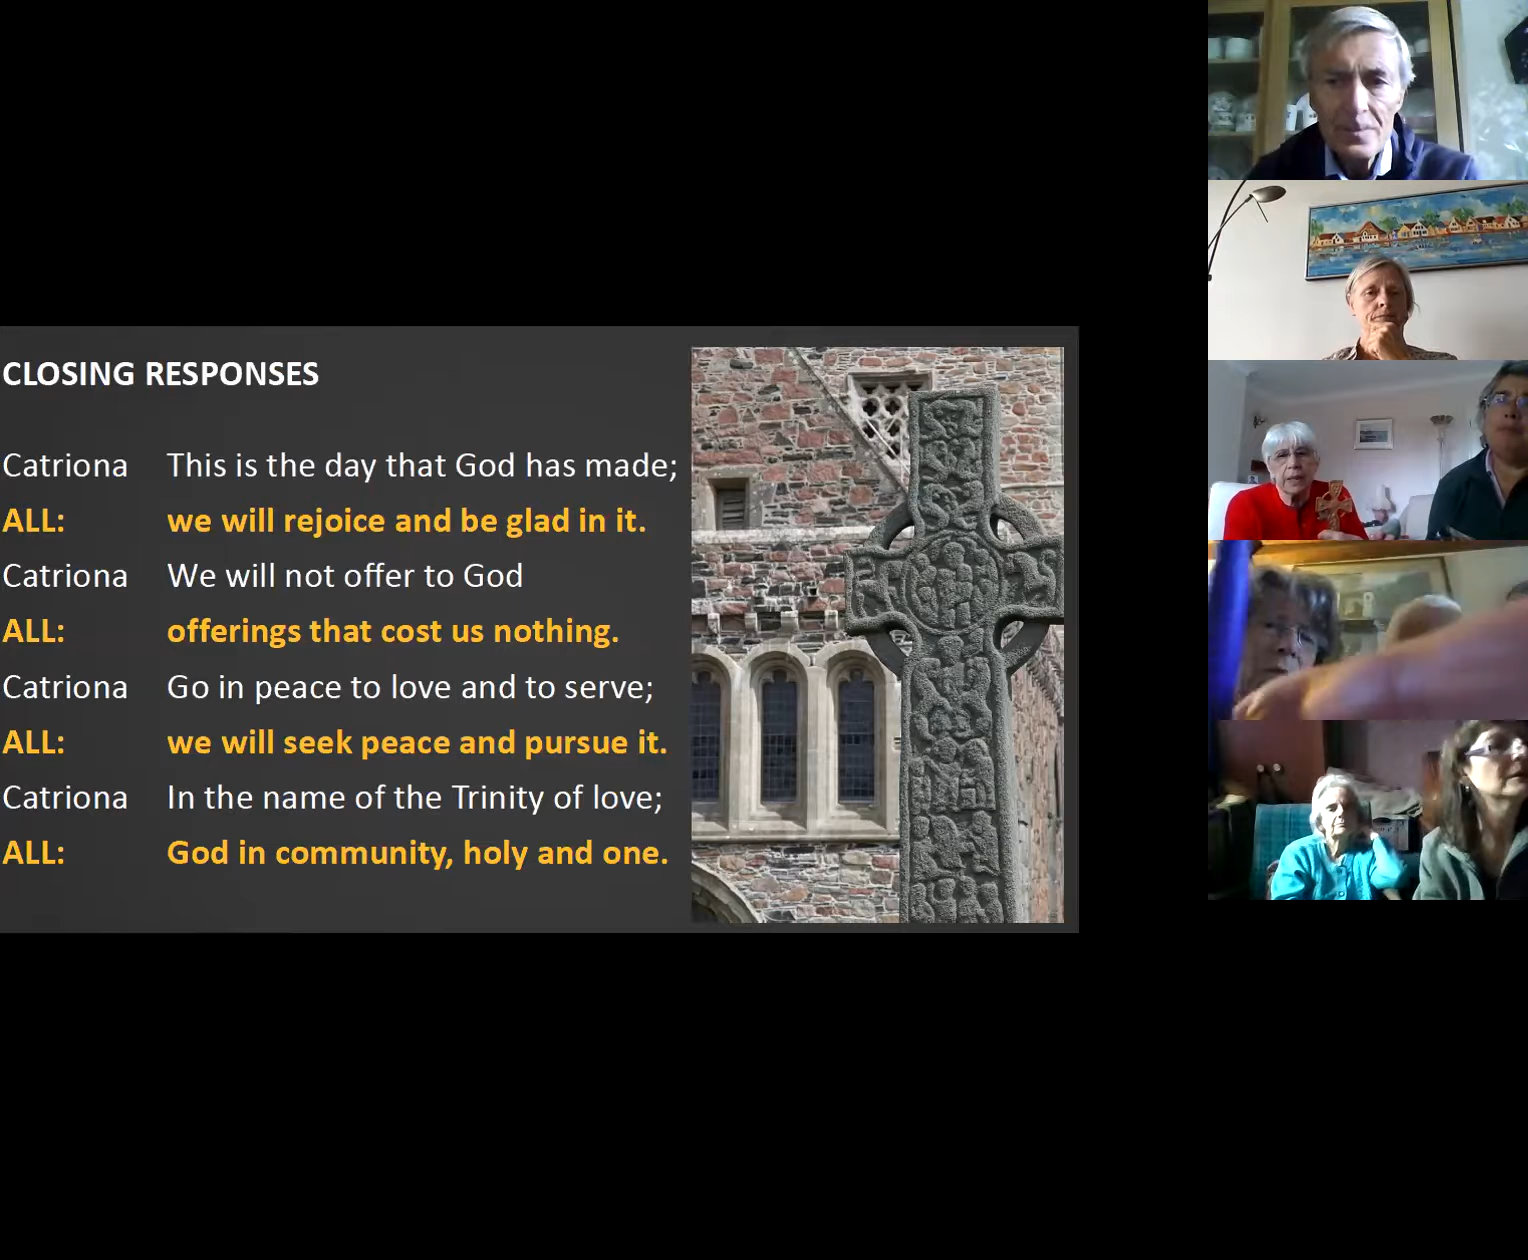 CLOSING RESPONSES
Catriona This is the day that God has made;
ALL: we will rejoice and be glad in it.
Catriona We will not offer to God
ALL: offerings that cost us nothing.
Catriona Go in peace to love and to serve;
ALL: we will seek peace and pursue it.
Catriona In the name of the Trinity of love;
ALL: God in community, holy and one.